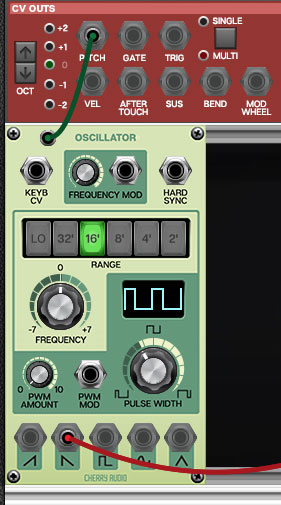 CV OUTS
+2
+1
0
-1
-2
OCT
PITCH
GATE
TRIG
SINGLE
MULTI
VEL
AFTER
TOUCH
SUS
BEND
MOD
WHEEL
OSCILLATOR
KEYB
CV
FREQUENCY MOD
HARD
SYNC
LO
32'
16'
8'
4'
2'
RANGE
0
-7
+7
FREQUENCY
0
10
PWM
AMOUNT
PWM
MOD
PULSE WIDTH
CHERRY AUDIO